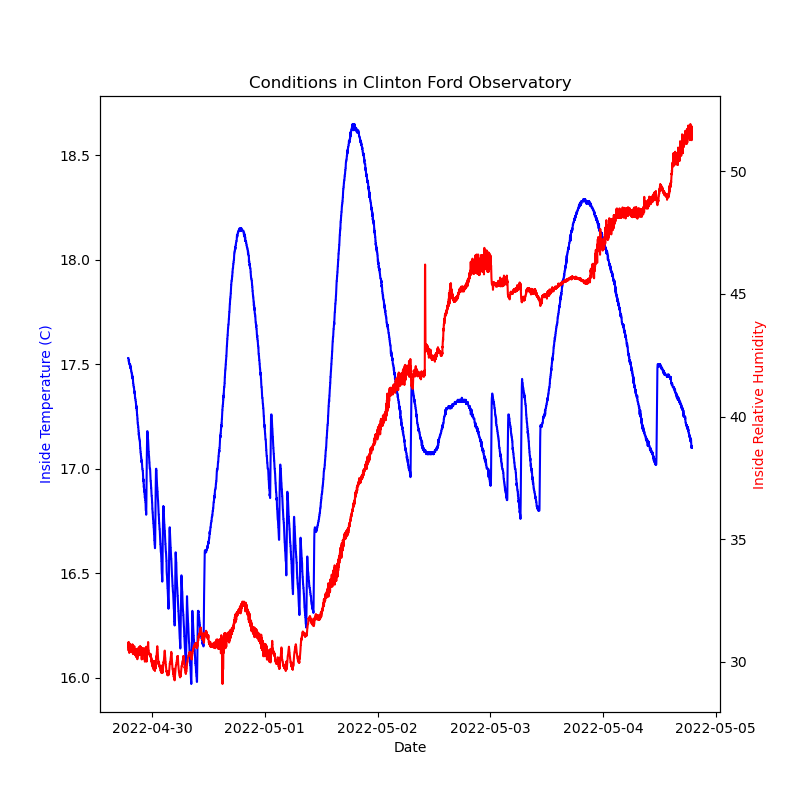 Conditions in Clinton Ford Observatory
18.5
18.0
17.5
17.0
16.5
16.0
Inside Temperature (C)
50
45
40
35
30
Inside Relative Humidity
2022-04-30 2022-05-01 2022-05-02 2022-05-03 2022-05-04 2022-05-05
Date